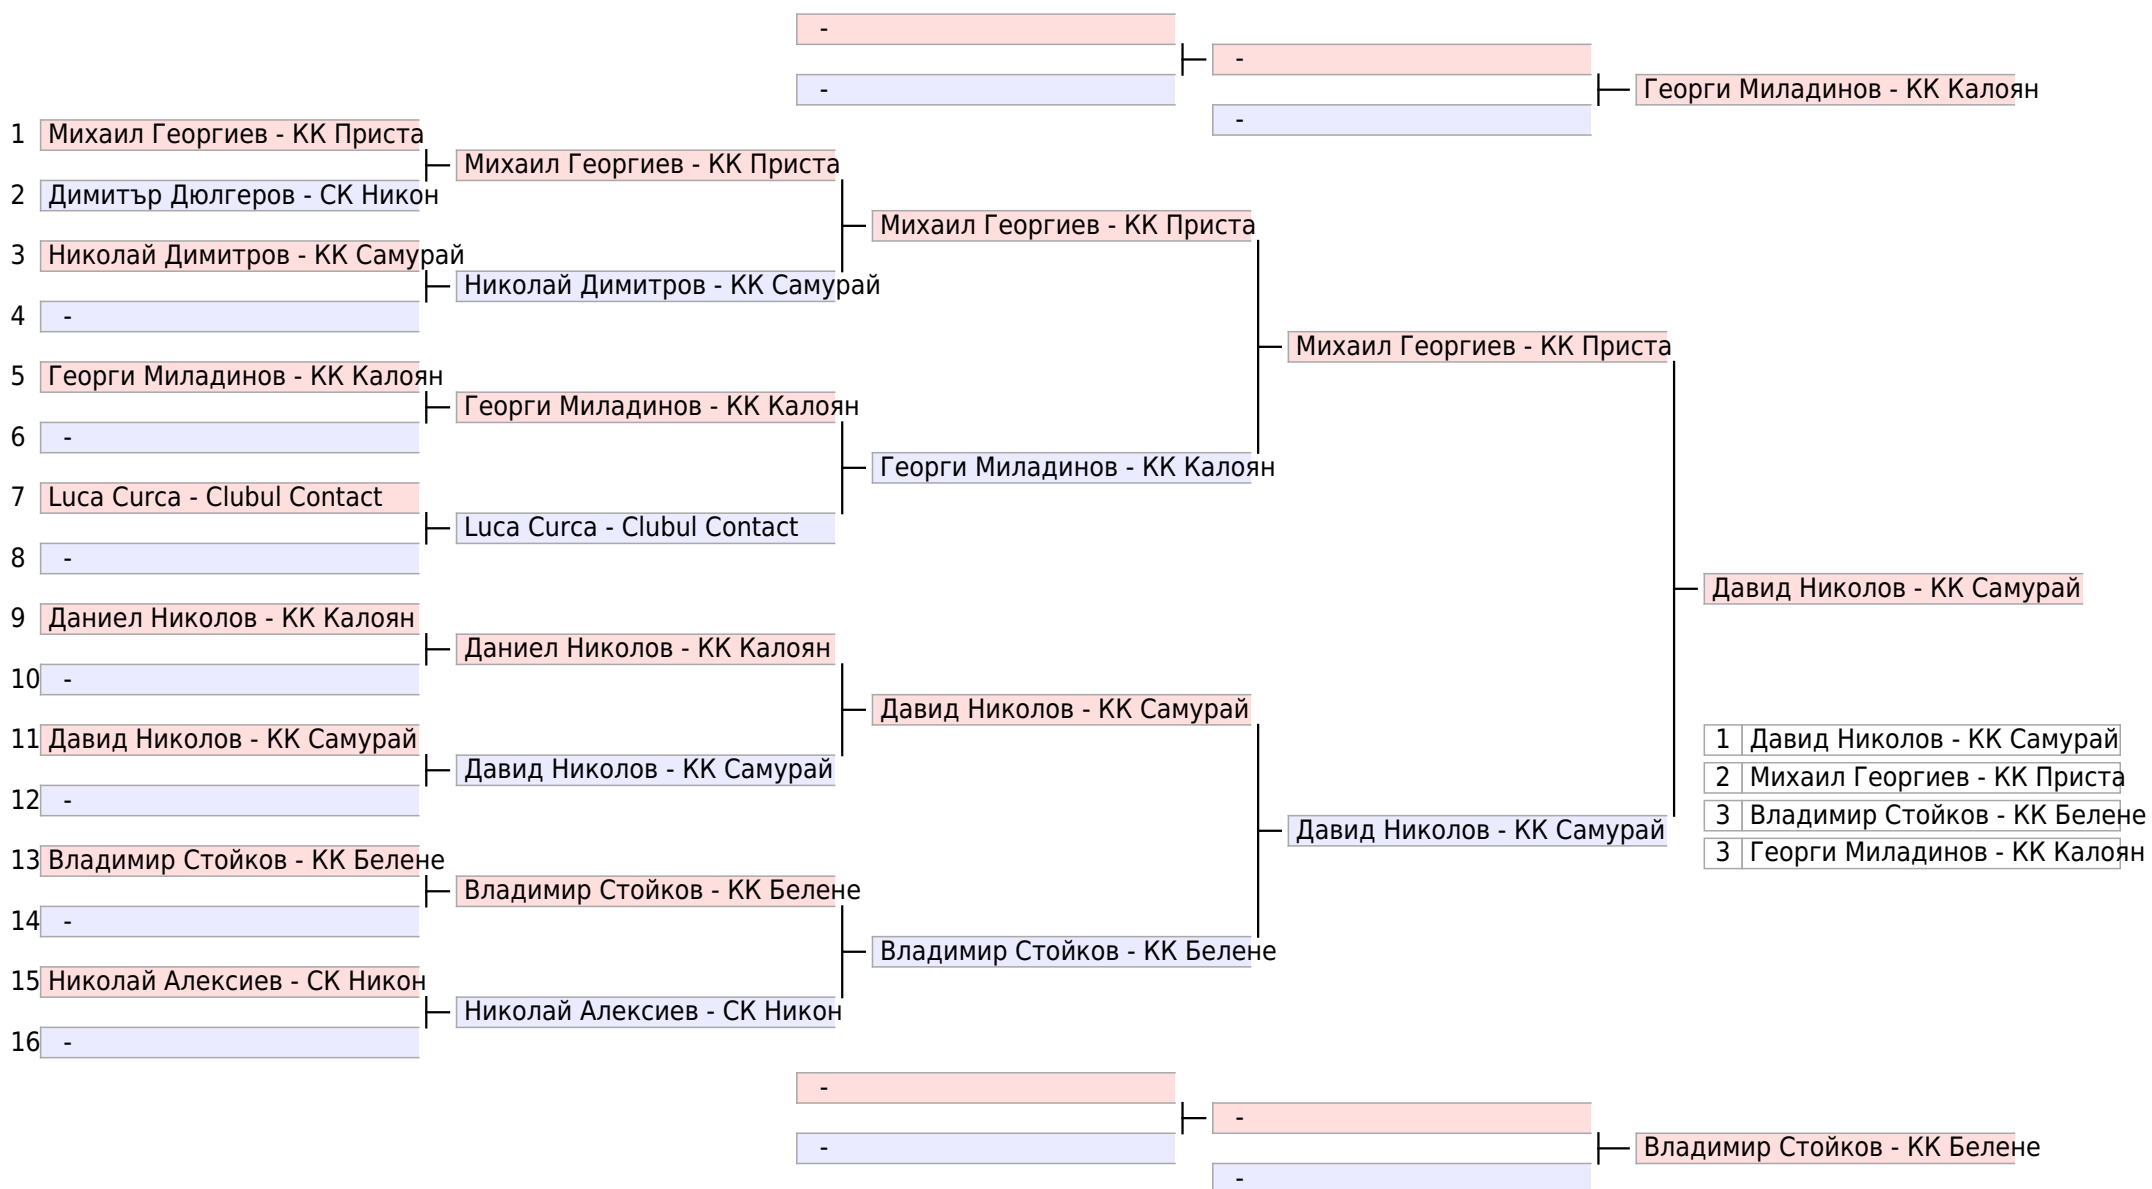 -
-
-
-
Георги Миладинов - КК Калоян
1 Михаил Георгиев - КК Приста
2 Димитър Дюлгеров - СК Никон
3 Николай Димитров - КК Самурай
4 -
5 Георги Миладинов - КК Калоян
6 -
7 Luca Curca - Clubul Contact
8 -
9 Даниел Николов - КК Калоян
10 -
11 Давид Николов - КК Самурай
12 -
13 Владимир Стойков - КК Белене
14 -
15 Николай Алексиев - СК Никон
16 -
Михаил Георгиев - КК Приста
Николай Димитров - КК Самурай
Георги Миладинов - КК Калоян
Luca Curca - Clubul Contact
Даниел Николов - КК Калоян
Давид Николов - КК Самурай
Владимир Стойков - КК Белене
Николай Алексиев - СК Никон
Михаил Георгиев - КК Приста
Георги Миладинов - КК Калоян
Давид Николов - КК Самурай
Владимир Стойков - КК Белене
Михаил Георгиев - КК Приста
Давид Николов - КК Самурай
Давид Николов - КК Самурай
1 Давид Николов - КК Самурай
2 Михаил Георгиев - КК Приста
3 Владимир Стойков - КК Белене
3 Георги Миладинов - КК Калоян
-
-
-
-
Владимир Стойков - КК Белене